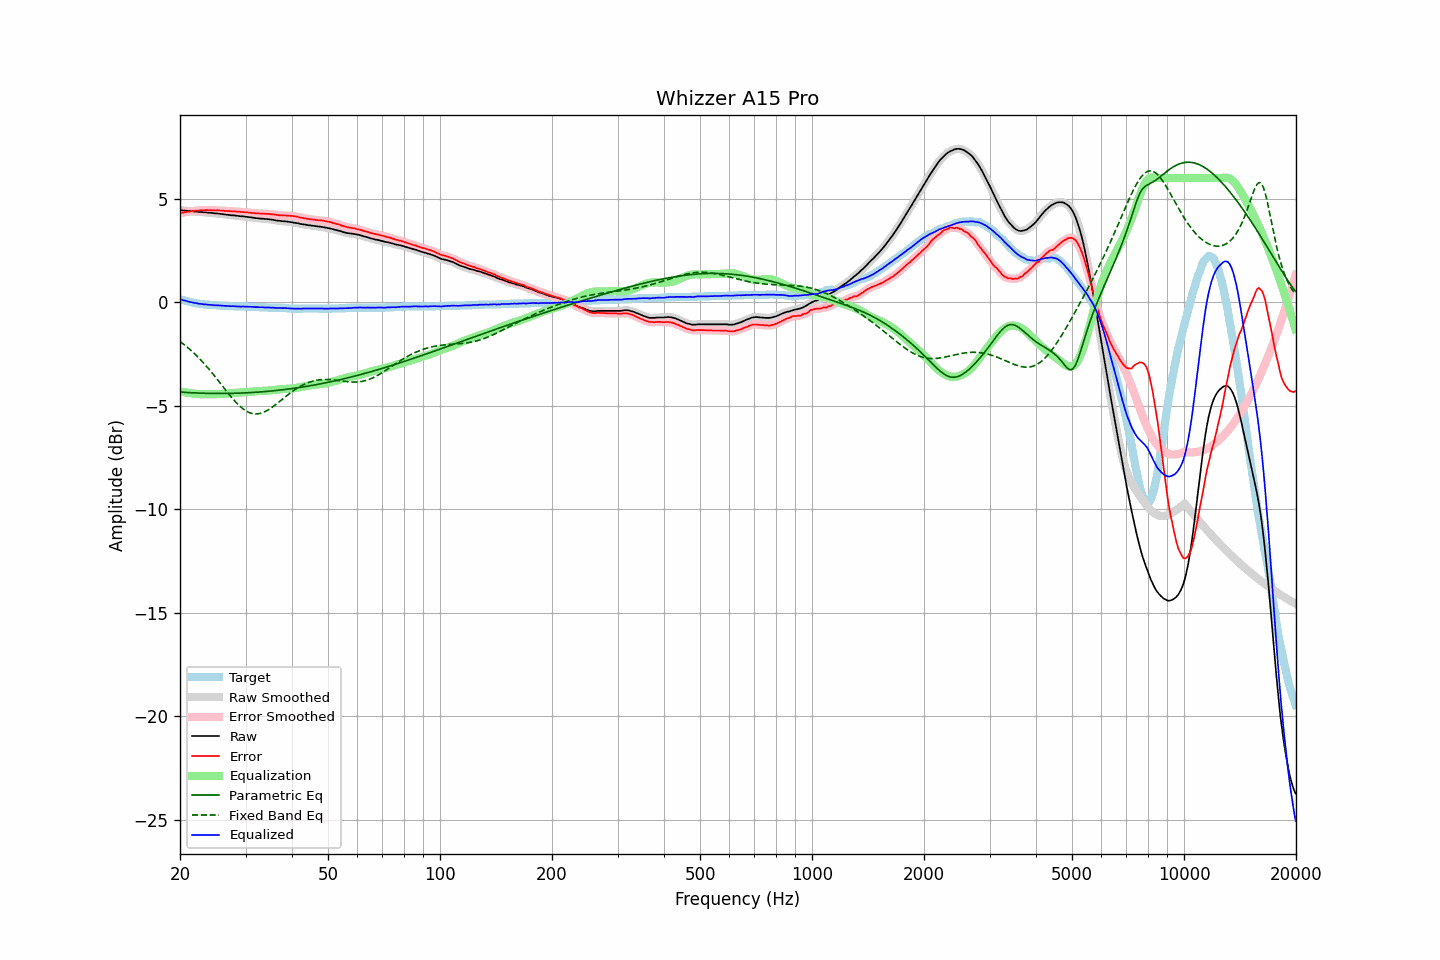 Whizzer A15 Pro
Amplitude (dBr)
5
0
−5
−10
−15
−20
−25
Target
Raw Smoothed
Error Smoothed
Raw
Error
Equalization
Parametric Eq
Fixed Band Eq
Equalized
20 50 100 200 500 1000 2000 5000 10000 20000
Frequency (Hz)